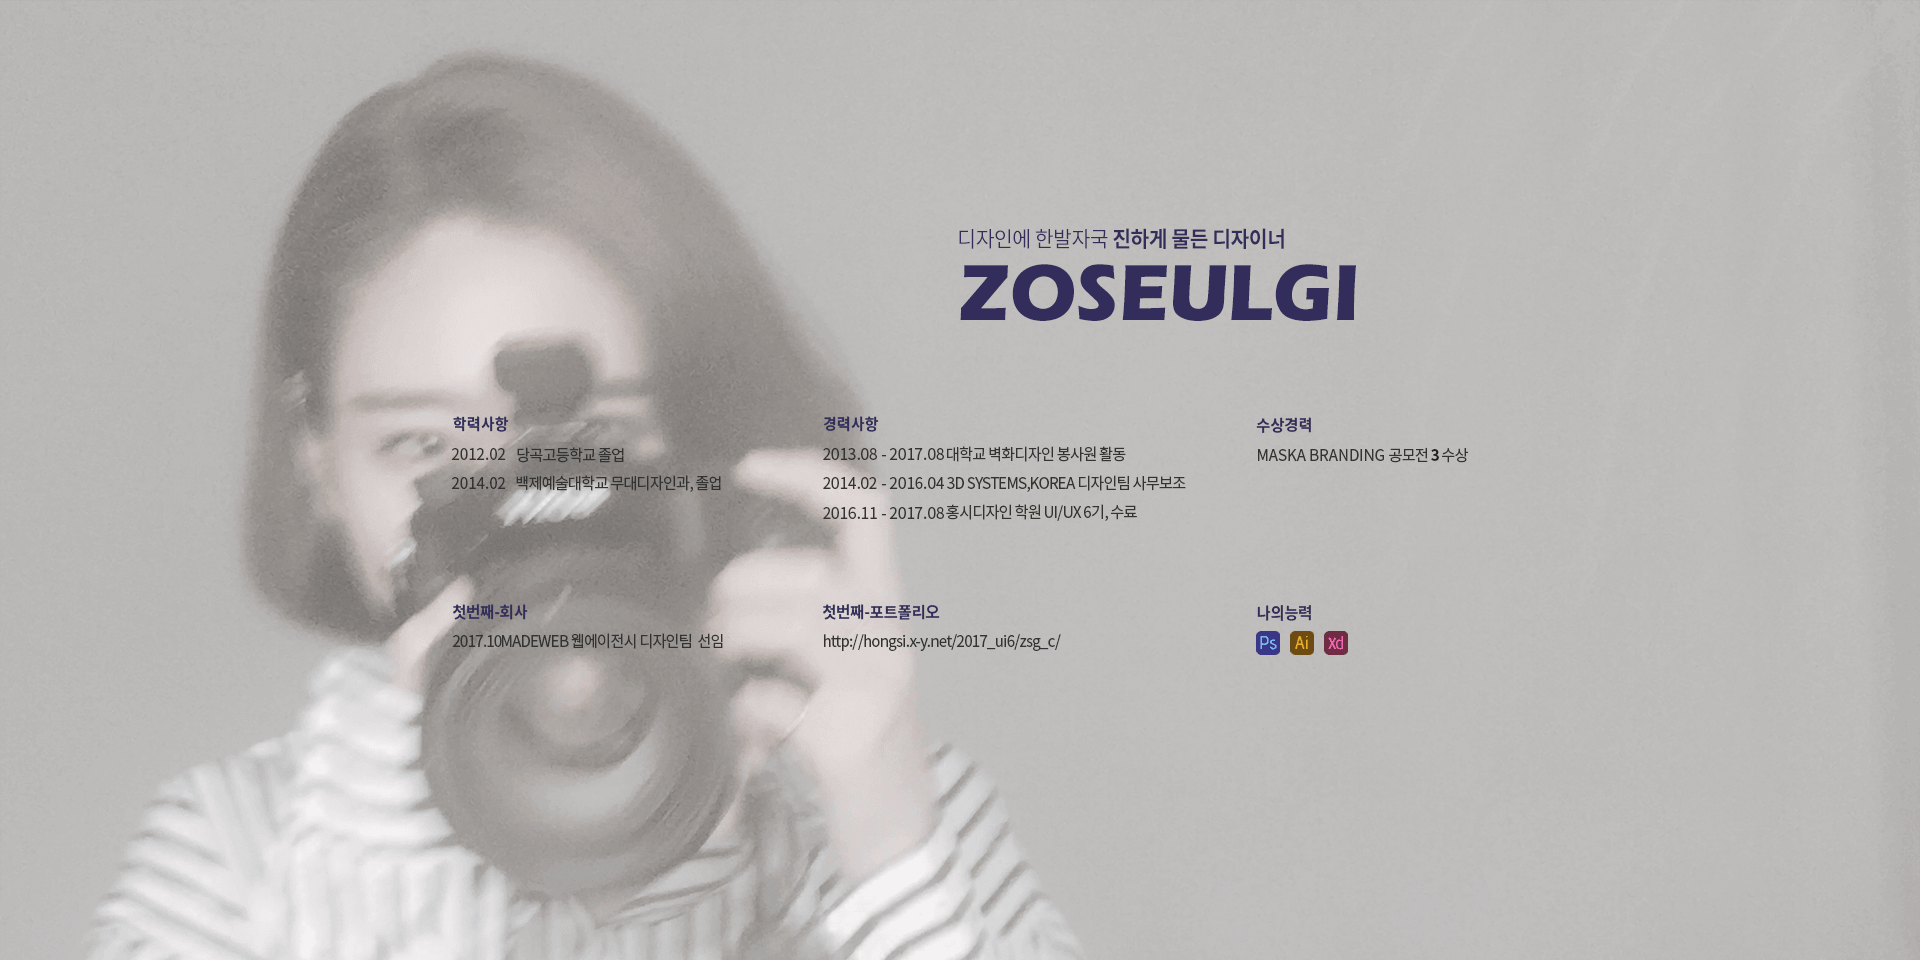 디자인에 한발자국 진하게 물든 디자이너
ZOSEULGI
학력사항
2012.02 당곡고등학교 졸업
2014.02 백제예술대학교 무대디자인과, 졸업
경력사항
2013.08 - 2017.08 대학교 벽화디자인 봉사원 활동
2014.02 - 2016.04 3D SYSTEMS,KOREA 디자인팀 사무보조
2016.11 - 2017.08 홍시디자인 학원 UI/UX 6기, 수료
수상경력
MASKA BRANDING 공모전 3 수상
첫번째-회사
2017.10MADEWEB 웹에이전시 디자인팀 선임
첫번째-포트폴리오
http://hongsi.x-y.net/2017_ui6/zsg_c/
나의능력
Ps Ai Xd